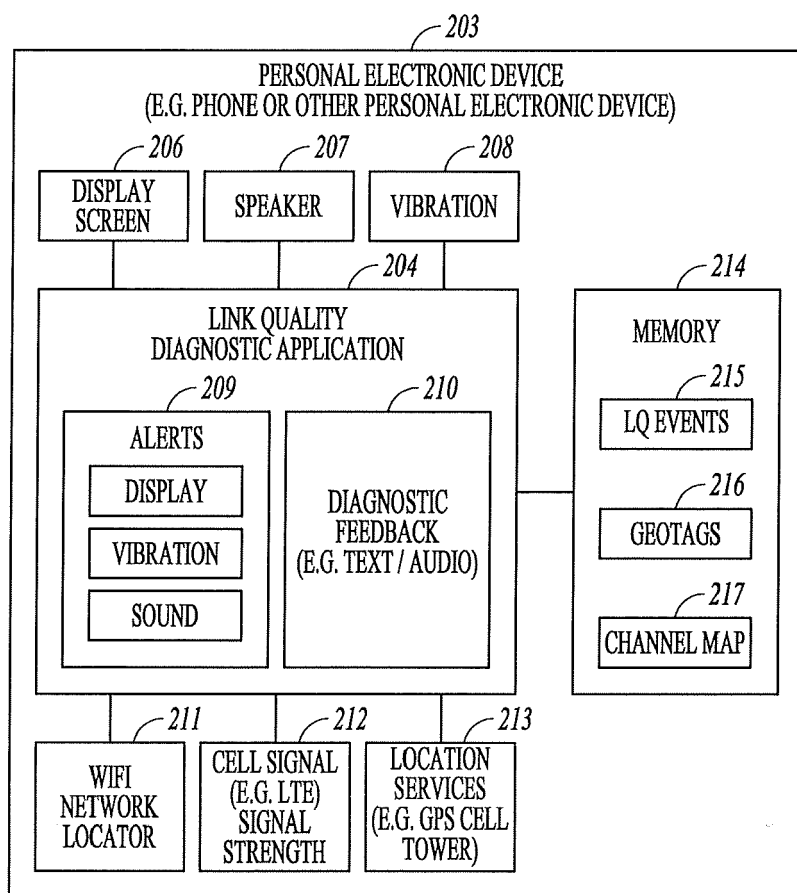 203
PERSONAL ELECTRONIC DEVICE
(E.G. PHONE OR OTHER PERSONAL ELECTRONIC DEVICE)
206
207
208
DISPLAY
SCREEN
SPEAKER
VIBRATION
204
214
LINK QUALITY
DIAGNOSTIC APPLICATION
MEMORY
209
210
215
ALERTS
LQ EVENTS
DISPLAY
VIBRATION
SOUND
DIAGNOSTIC
FEEDBACK
(E.G. TEXT / AUDIO)
216
GEOTAGS
217
CHANNEL MAP
211
212
213
WIFI
NETWORK
LOCATOR
CELL SIGNAL
(E.G. LTE)
SIGNAL
STRENGTH
LOCATION
SERVICES
(E.G. GPS CELL
TOWER)